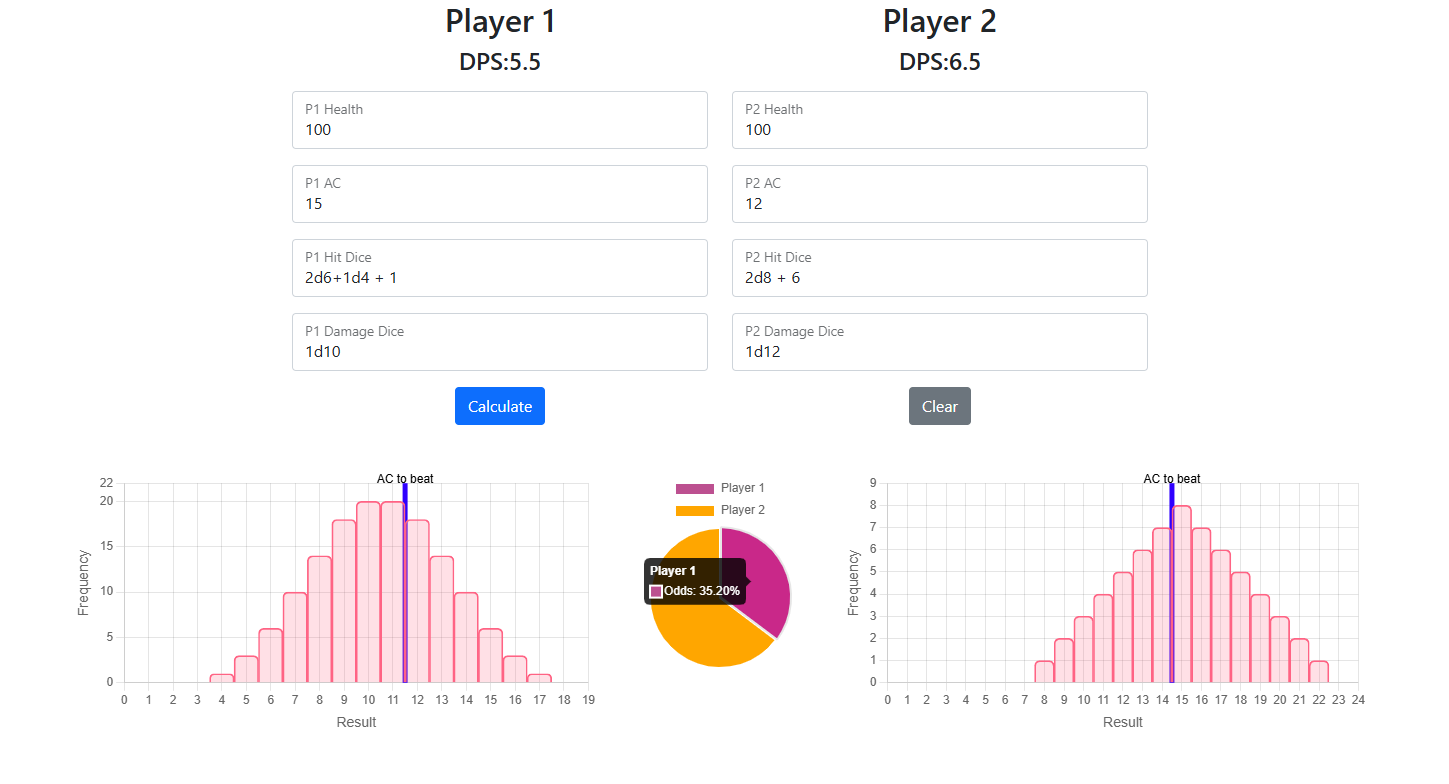 Player 1
DPS:5.5
P1 Health
100
P1 AC
15
P1 Hit Dice
2d6+1d4 + 1
P1 Damage Dice
1d10
Calculate
Player 2
DPS:6.5
P2 Health
100
P2 AC
12
P2 Hit Dice
2d8 + 6
P2 Damage Dice
1d12
Clear
AC to beat
Frequency
22
20
15
10
5
0
0 1 2 3 4 5 6 7 8 9 10 11 12 13 14 15 16 17 18 19
Result
Player 1
Player 2
Player 1
Odds: 35.20%
AC to beat
Frequency
9
8
7
6
5
4
3
2
1
0
0 1 2 3 4 5 6 7 8 9 10 11 12 13 14 15 16 17 18 19 20 21 22 23 24
Result